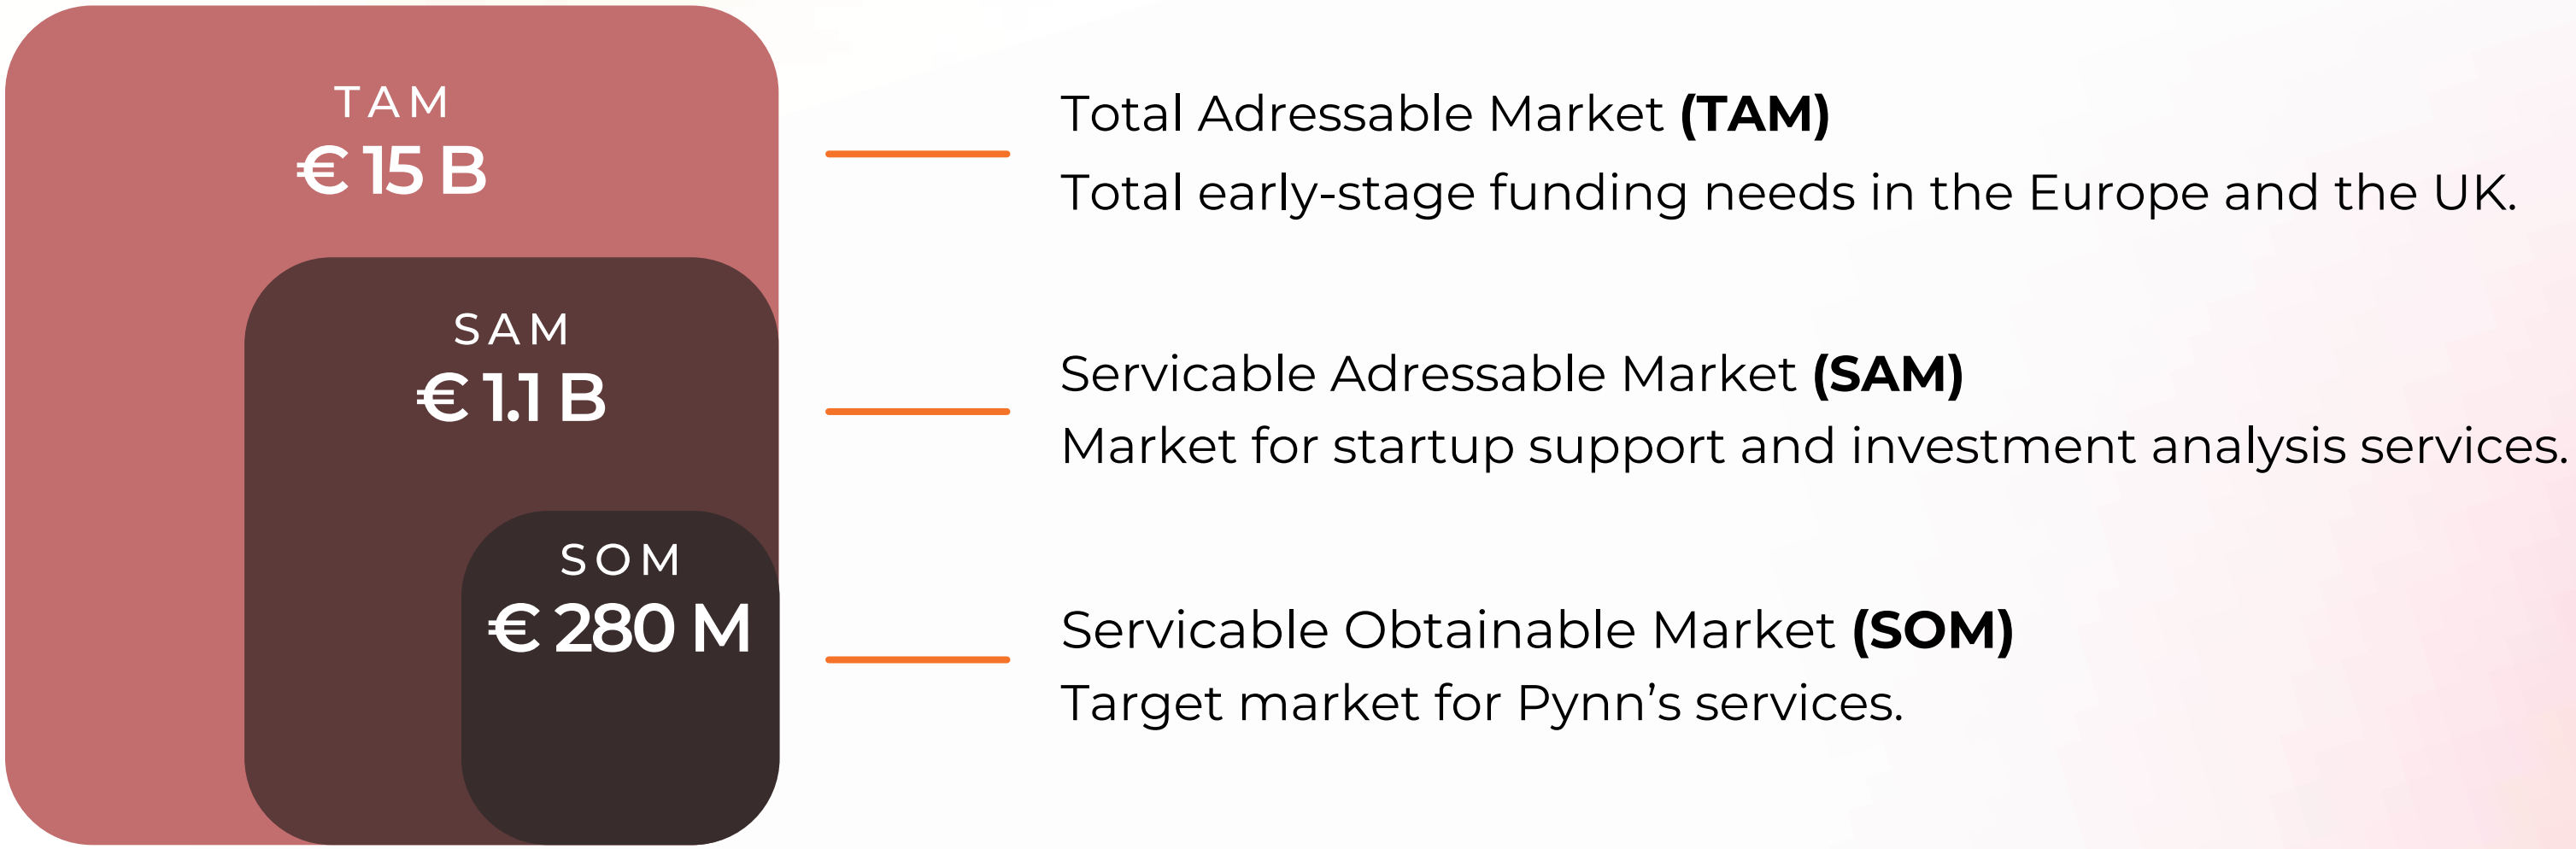 TAM
€ 15 B
Total Adressable Market (TAM)
Total early-stage funding needs in the Europe and the UK.
SAM
€ 1.1 B
Servicable Adressable Market (SAM)
Market for startup support and investment analysis services.
SOM
€ 280 M
Servicable Obtainable Market (SOM)
Target market for Pynn’s services.